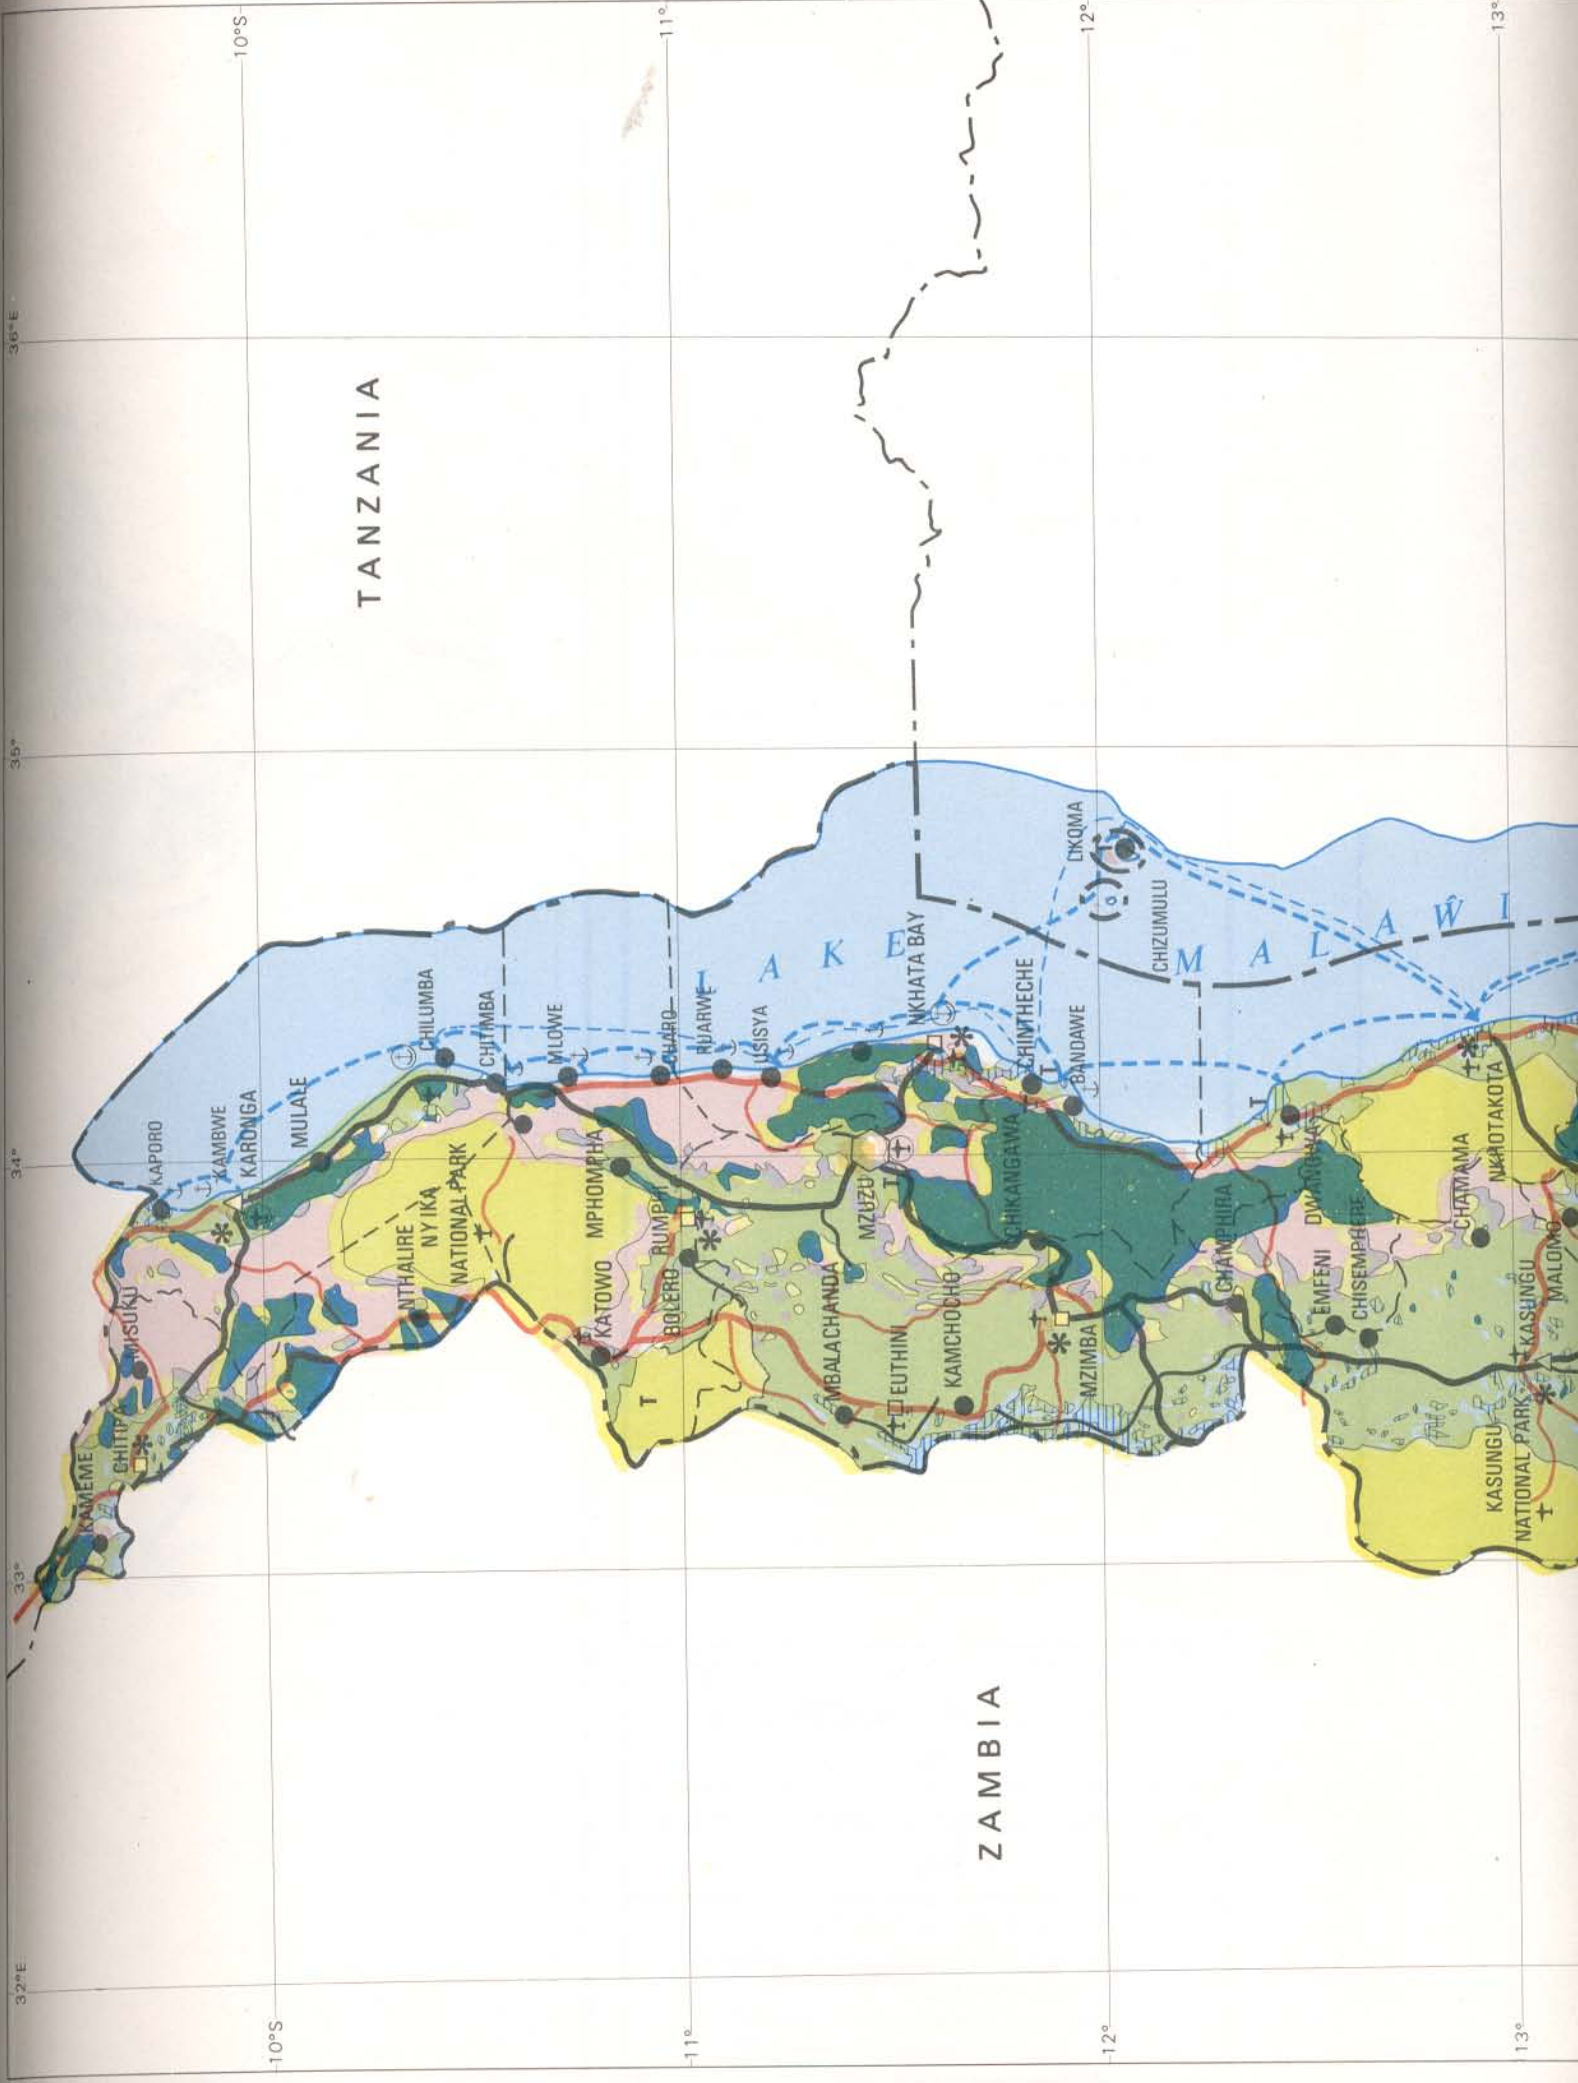 10°S
11°
12°
13°
36°E
35°
34°
33°
32°E
10°S
11°
12°
13°
TANZANIA
ZAMBIA
LAKE
MALAŴI
KAPORO
KAMBWE
KARONGA
MULALE
CHILUMBA
CHITIMBA
MLOWE
CHARO
RUARWE
USISYA
NKHATA BAY
CHINTHECHE
BANDAWE
LIKOMA
CHIZUMULU
KAMEME
CHITIPA
MISUKU
NTHALIRE
NYIKA
NATIONAL PARK
MPHOMPHA
KATOWO
RUMPHI
BOLERO
MZUZU
MBALACHANDA
EUTHINI
KAMCHOCHO
CHIKANGAWA
MZIMBA
CHAMPHIRA
EMFENI
CHISEMPHERE
DWANGWA
CHAMAMA
NKHOTAKOTA
KASUNGU
NATIONAL PARK
KASUNGU
MALOMO
T
T
T
T